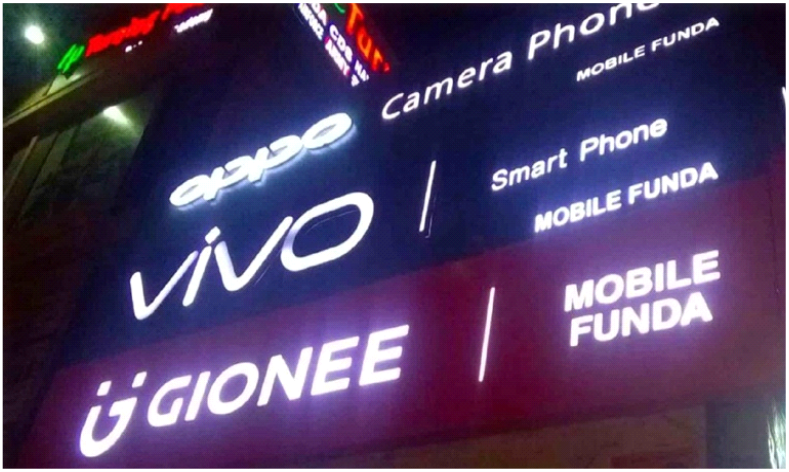 oppo Camera Phone
MOBILE FUNDA
vivo | Smart Phone
MOBILE FUNDA
GIONEE | MOBILE
FUNDA